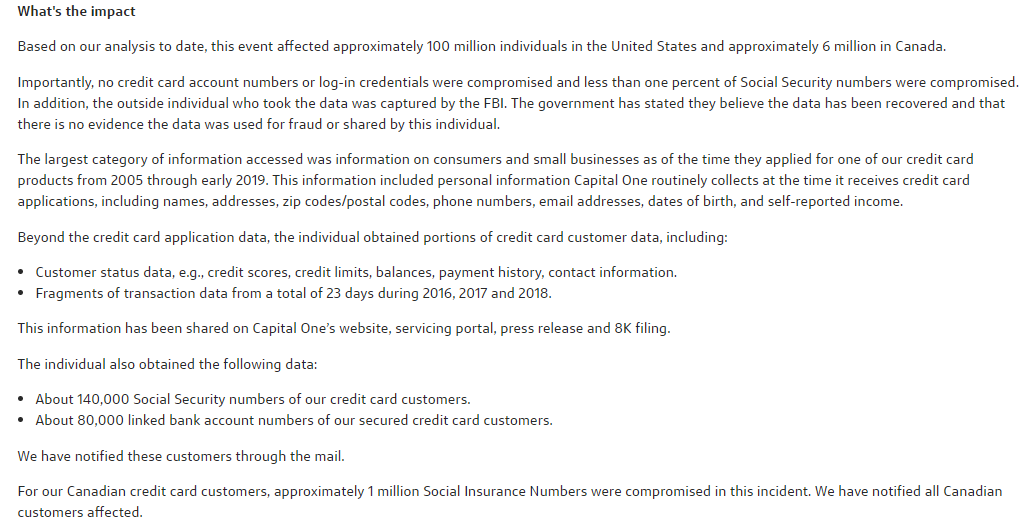 What's the impact
Based on our analysis to date, this event affected approximately 100 million individuals in the United States and approximately 6 million in Canada.
Importantly, no credit card account numbers or log-in credentials were compromised and less than one percent of Social Security numbers were compromised.
In addition, the outside individual who took the data was captured by the FBI. The government has stated they believe the data has been recovered and that
there is no evidence the data was used for fraud or shared by this individual.
The largest category of information accessed was information on consumers and small businesses as of the time they applied for one of our credit card
products from 2005 through early 2019. This information included personal information Capital One routinely collects at the time it receives credit card
applications, including names, addresses, zip codes/postal codes, phone numbers, email addresses, dates of birth, and self-reported income.
Beyond the credit card application data, the individual obtained portions of credit card customer data, including:
• Customer status data, e.g., credit scores, credit limits, balances, payment history, contact information.
• Fragments of transaction data from a total of 23 days during 2016, 2017 and 2018.
This information has been shared on Capital One’s website, servicing portal, press release and 8K filing.
The individual also obtained the following data:
• About 140,000 Social Security numbers of our credit card customers.
• About 80,000 linked bank account numbers of our secured credit card customers.
We have notified these customers through the mail.
For our Canadian credit card customers, approximately 1 million Social Insurance Numbers were compromised in this incident. We have notified all Canadian
customers affected.